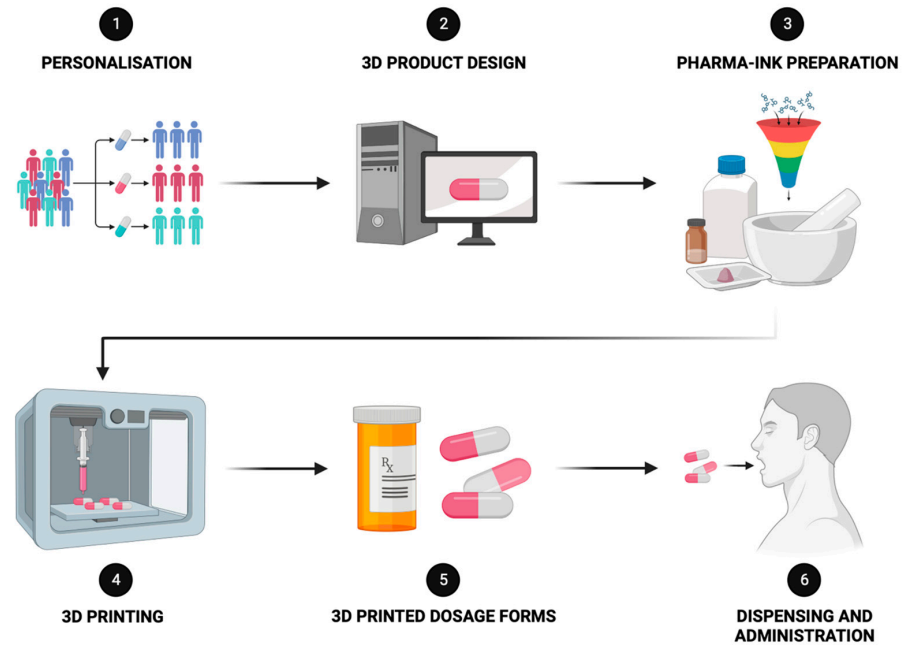 1
PERSONALISATION
2
3D PRODUCT DESIGN
3
PHARMA-INK PREPARATION
4
3D PRINTING
Rx
5
3D PRINTED DOSAGE FORMS
6
DISPENSING AND
ADMINISTRATION